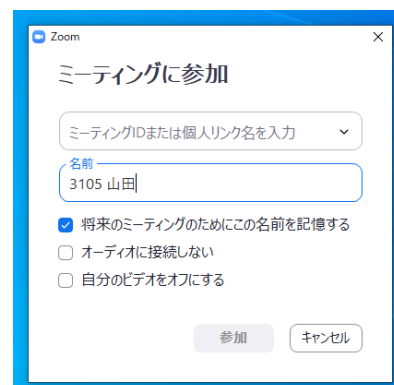 Zoom
ミーティングに参加
ミーティングIDまたは個人リンク名を入力
名前
3105 山田
将来のミーティングのためにこの名前を記憶する
オーディオに接続しない
自分のビデオをオフにする
参加 キャンセル